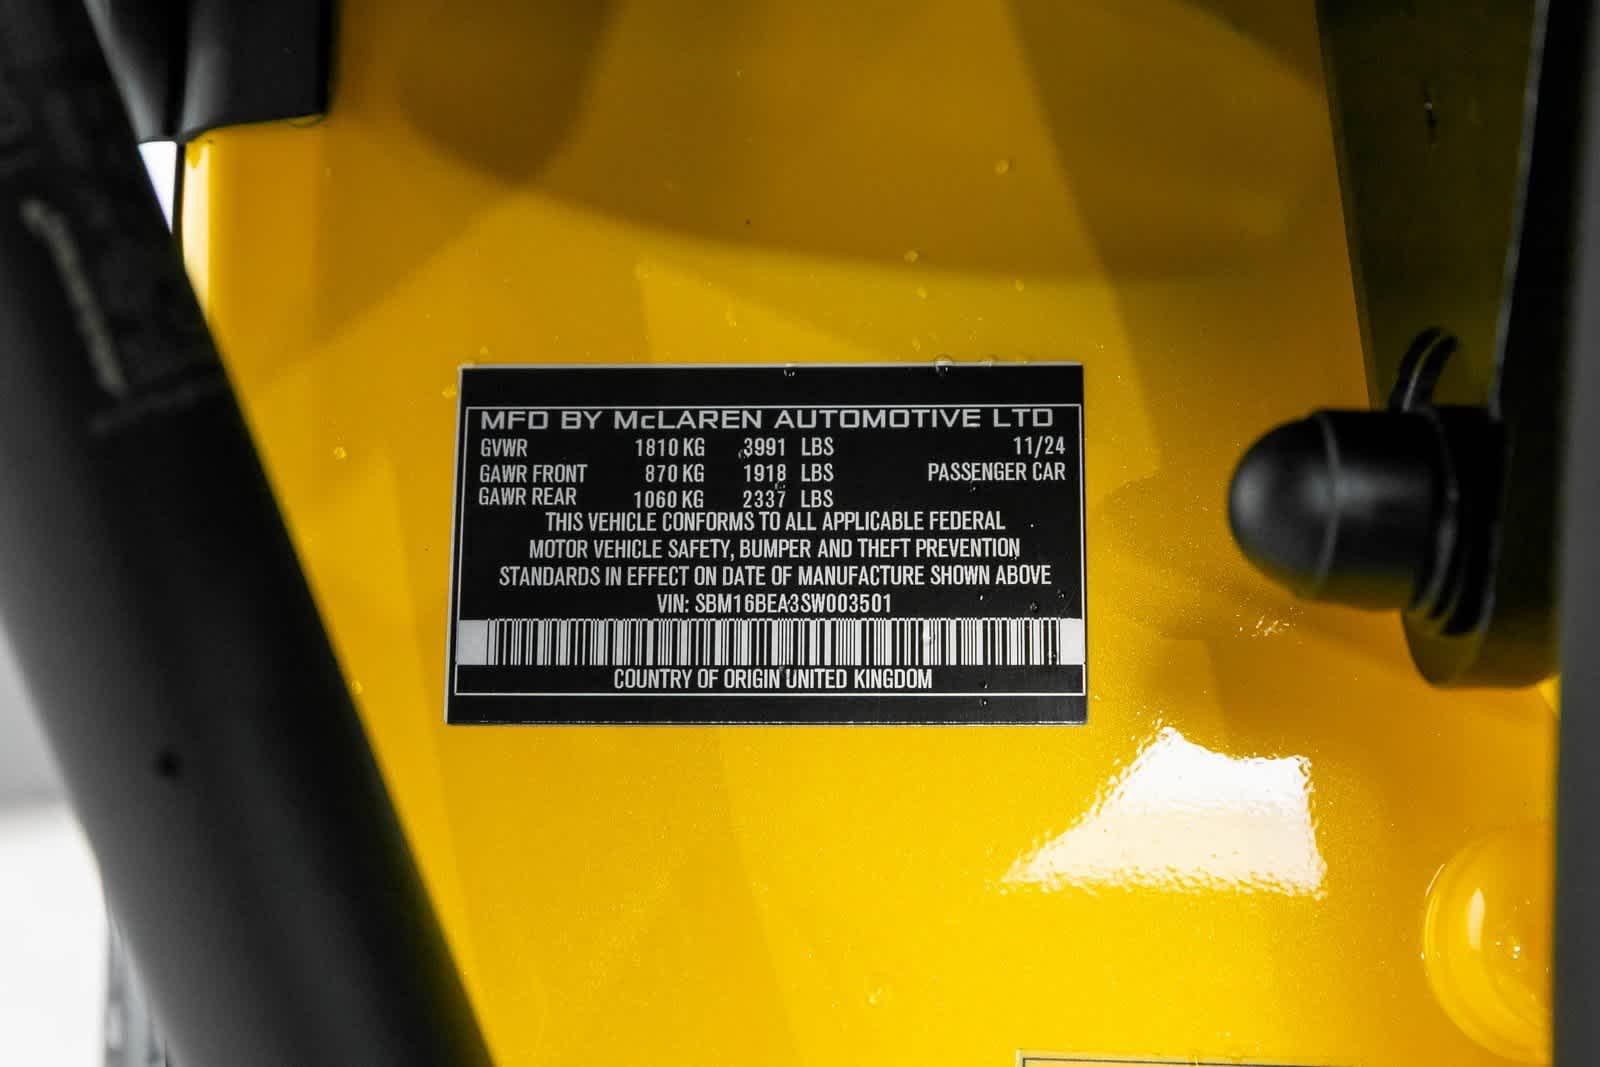 MFD BY McLAREN AUTOMOTIVE LTD
GVWR 1810 KG 3991 LBS 11/24
GAWR FRONT 870 KG 1918 LBS PASSENGER CAR
GAWR REAR 1060 KG 2337 LBS
THIS VEHICLE CONFORMS TO ALL APPLICABLE FEDERAL
MOTOR VEHICLE SAFETY, BUMPER AND THEFT PREVENTION
STANDARDS IN EFFECT ON DATE OF MANUFACTURE SHOWN ABOVE
VIN: SBM16BEA3SW003501
COUNTRY OF ORIGIN UNITED KINGDOM